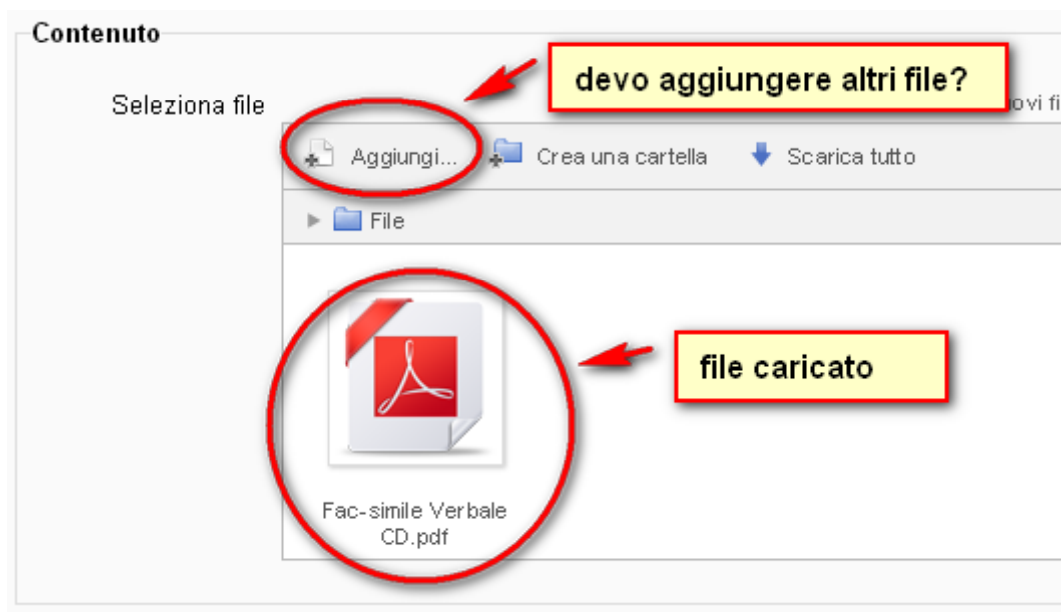 Contenuto
devo aggiungere altri file?
Seleziona file
Aggiungi... Crea una cartella Scarica tutto
File
file caricato
Fac-simile Verbale
CD.pdf